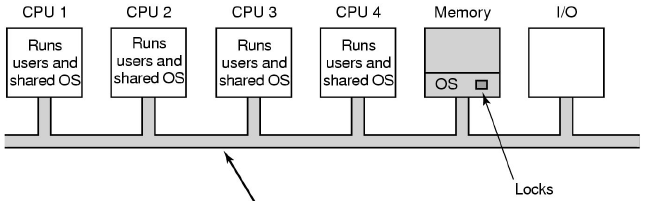 CPU 1
CPU 2
CPU 3
CPU 4
Memory
I/O
Runs
users and
shared OS
Runs
users and
shared OS
Runs
users and
shared OS
Runs
users and
shared OS
OS
Locks